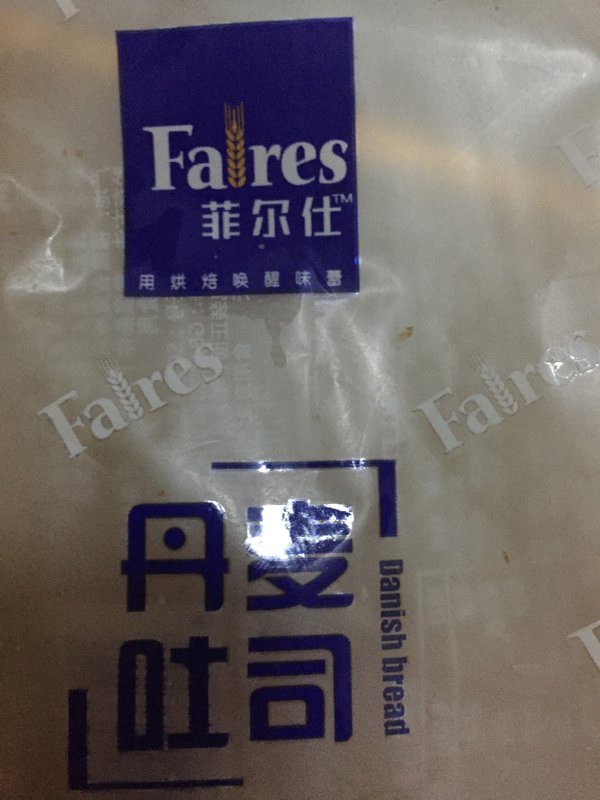 Faires
菲尔仕™
用烘焙唤醒味蕾
Faires
Faires
丹麦
吐司
Danish bread